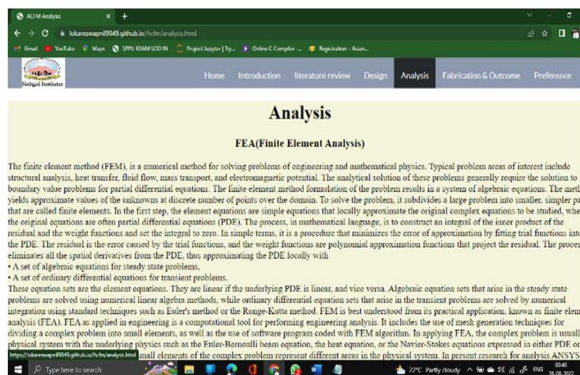 ACFM Analysis
lokareswapnil9049.github.io/Acfm/analysis.html
Gmail YouTube Maps SPPU EXAM LOG IN Project Jupyter | Try... Online C Compiler -... Registration - Asian...
Sinhgad Institutes
Home Introduction literature review Design Analysis Fabrication & Outcome Preference
Analysis
FEA(Finite Element Analysis)
The finite element method (FEM), is a numerical method for solving problems of engineering and mathematical physics. Typical problem areas of interest include
structural analysis, heat transfer, fluid flow, mass transport, and electromagnetic potential. The analytical solution of these problems generally require the solution to
boundary value problems for partial differential equations. The finite element method formulation of the problem results in a system of algebraic equations. The meth
yields approximate values of the unknowns at discrete number of points over the domain. To solve the problem, it subdivides a large problem into smaller, simpler pa
that are called finite elements. In the first step, the element equations are simple equations that locally approximate the original complex equations to be studied, whe
the original equations are often partial differential equations (PDE). The process, in mathematical language, is to construct an integral of the inner product of the
residual and the weight functions and set the integral to zero. In simple terms, it is a procedure that minimizes the error of approximation by fitting trial functions into
the PDE. The residual is the error caused by the trial functions, and the weight functions are polynomial approximation functions that project the residual. The proces
eliminates all the spatial derivatives from the PDE, thus approximating the PDE locally with
• A set of algebraic equations for steady state problems,
• A set of ordinary differential equations for transient problems.
These equation sets are the element equations. They are linear if the underlying PDE is linear, and vice versa. Algebraic equation sets that arise in the steady state
problems are solved using numerical linear algebra methods, while ordinary differential equation sets that arise in the transient problems are solved by numerical
integration using standard techniques such as Euler's method or the Runge-Kutta method. FEM is best understood from its practical application, known as finite elem
analysis (FEA). FEA as applied in engineering is a computational tool for performing engineering analysis. It includes the use of mesh generation techniques for
dividing a complex problem into small elements, as well as the use of software program coded with FEM algorithm. In applying FEA, the complex problem is usuall
physical system with the underlying physics such as the Euler-Bernoulli beam equation, the heat equation, or the Navier-Stokes equations expressed in either PDE or
https://lokareswapnil9049.github.io/Acfm/analysis.html mall elements of the complex problem represent different areas in the physical system. In present research for analysis ANSYS
Type here to search
22°C Partly cloudy ENG 00:40
26-08-2022